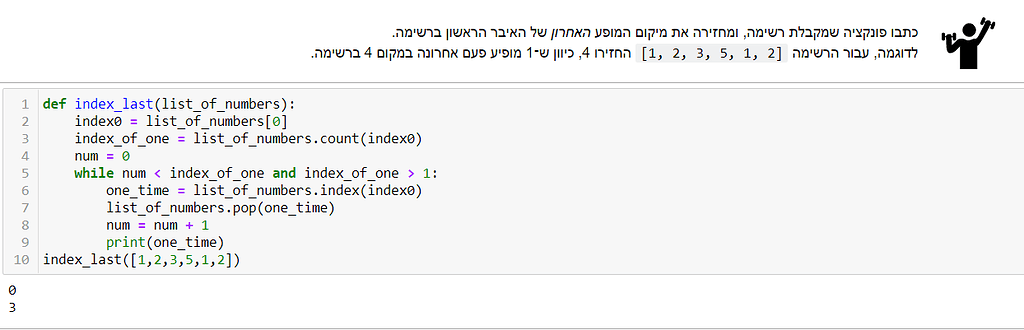 כתבו פונקציה שמקבלת רשימה, ומחזירה את מיקום המופע האחרון של האיבר הראשון ברשימה.
לדוגמה, עבור הרשימה [1, 2, 3, 5, 1, 2] החזירו 4, כיוון ש־1 מופיע פעם אחרונה במקום 4 ברשימה.
1 def index_last(list_of_numbers):
2     index0 = list_of_numbers[0]
3     index_of_one = list_of_numbers.count(index0)
4     num = 0
5     while num < index_of_one and index_of_one > 1:
6         one_time = list_of_numbers.index(index0)
7         list_of_numbers.pop(one_time)
8         num = num + 1
9         print(one_time)
10 index_last([1,2,3,5,1,2])
0
3